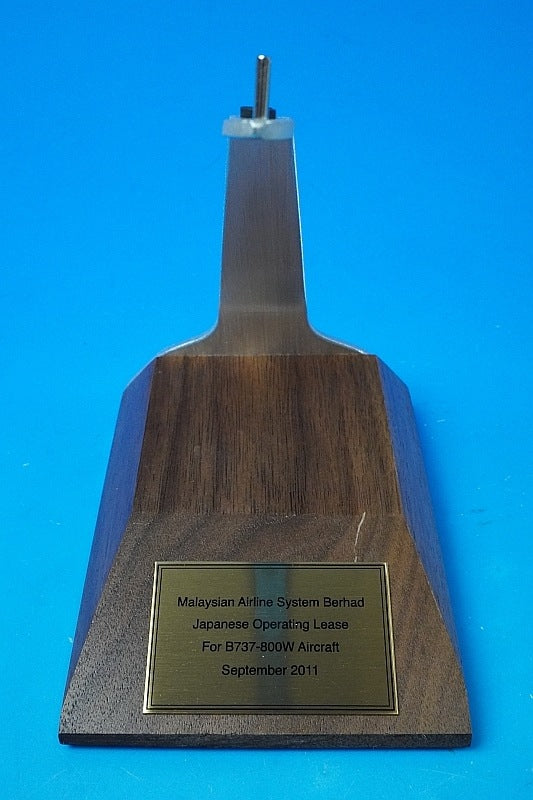 Malaysian Airline System Berhad
Japanese Operating Lease
For B737-800W Aircraft
September 2011